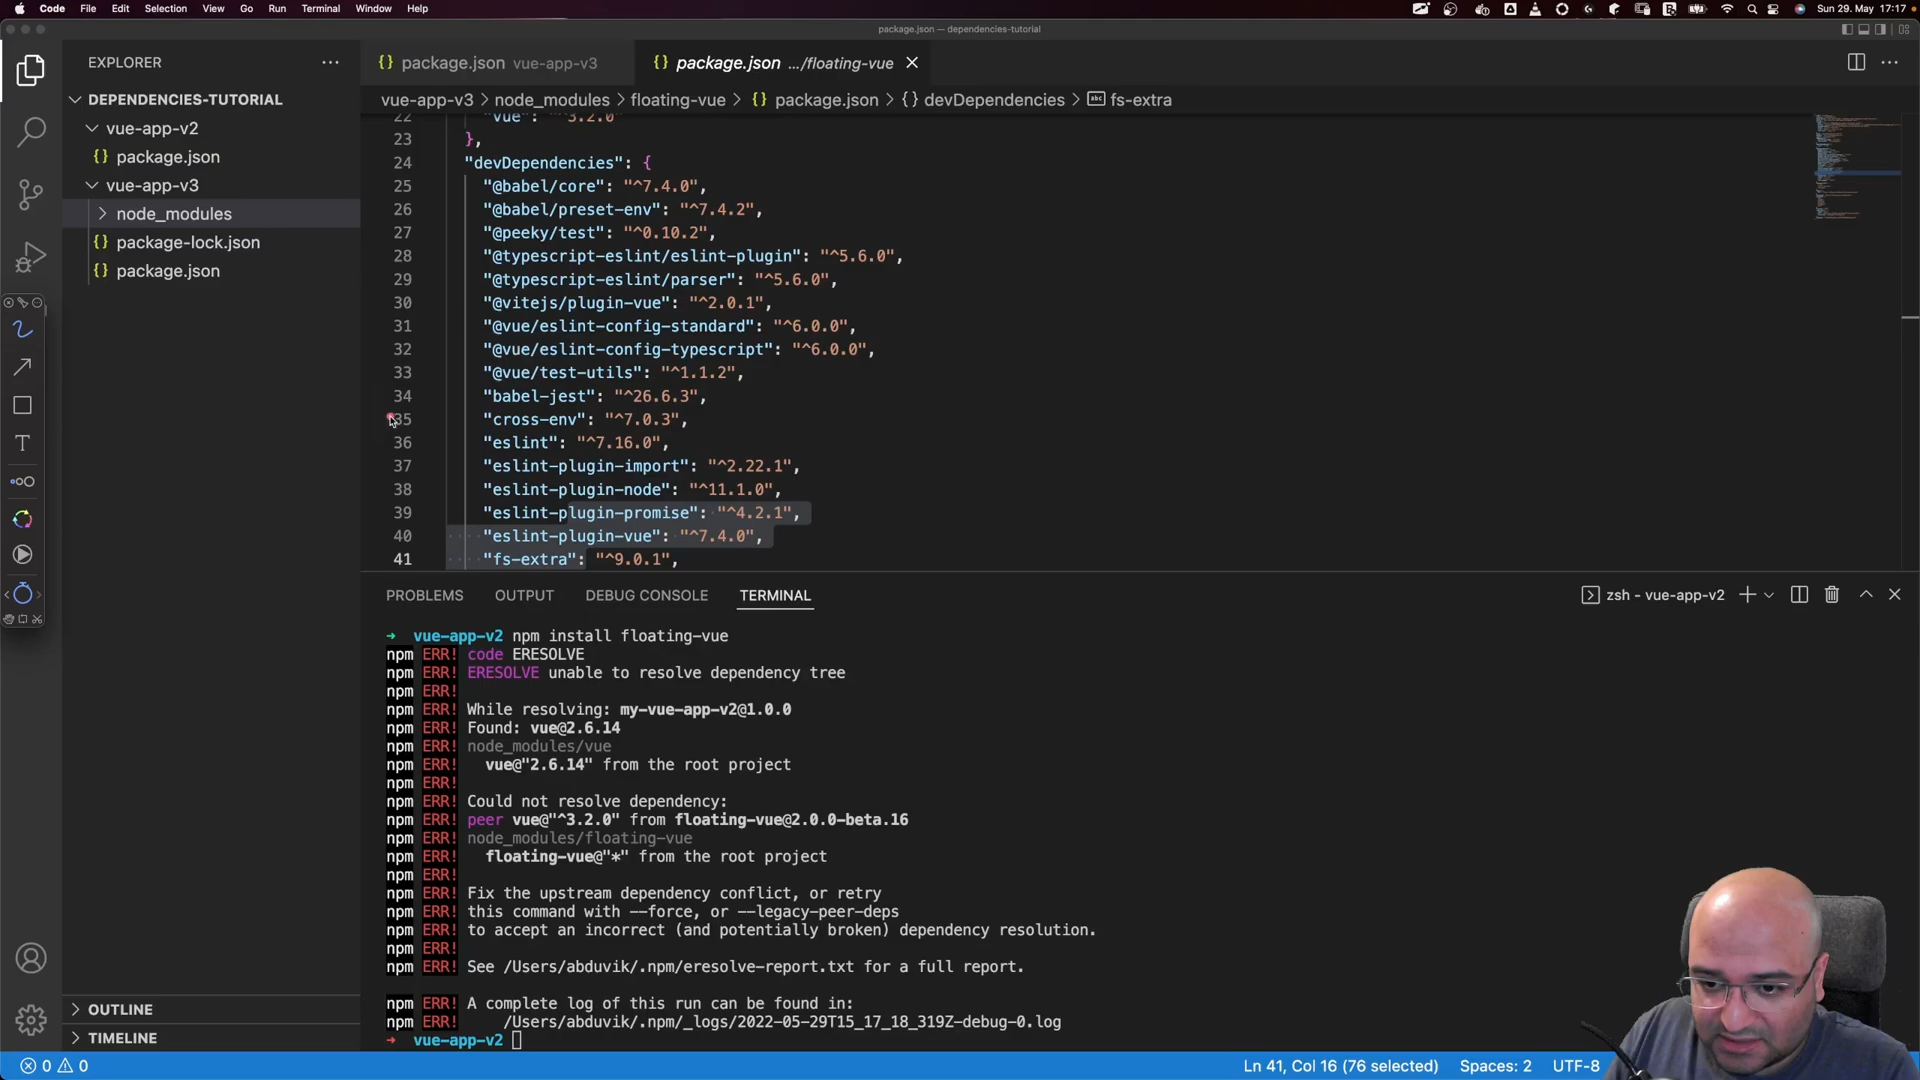 Code File Edit Selection View Go Run Terminal Window Help
Sun 29. May 17:17
package.json — dependencies-tutorial
EXPLORER
DEPENDENCIES-TUTORIAL
vue-app-v2
{} package.json
vue-app-v3
node_modules
{} package-lock.json
{} package.json
OUTLINE
TIMELINE
{} package.json vue-app-v3
{} package.json .../floating-vue
vue-app-v3 > node_modules > floating-vue > {} package.json > {} devDependencies > abc fs-extra
22 "vue": "^3.2.0"
23 },
24 "devDependencies": {
25 "@babel/core": "^7.4.0",
26 "@babel/preset-env": "^7.4.2",
27 "@peeky/test": "^0.10.2",
28 "@typescript-eslint/eslint-plugin": "^5.6.0",
29 "@typescript-eslint/parser": "^5.6.0",
30 "@vitejs/plugin-vue": "^2.0.1",
31 "@vue/eslint-config-standard": "^6.0.0",
32 "@vue/eslint-config-typescript": "^6.0.0",
33 "@vue/test-utils": "^1.1.2",
34 "babel-jest": "^26.6.3",
35 "cross-env": "^7.0.3",
36 "eslint": "^7.16.0",
37 "eslint-plugin-import": "^2.22.1",
38 "eslint-plugin-node": "^11.1.0",
39 "eslint-plugin-promise": "^4.2.1",
40 "eslint-plugin-vue": "^7.4.0",
41 "fs-extra": "^9.0.1",
PROBLEMS OUTPUT DEBUG CONSOLE TERMINAL
zsh - vue-app-v2
→ vue-app-v2 npm install floating-vue
npm ERR! code ERESOLVE
npm ERR! ERESOLVE unable to resolve dependency tree
npm ERR!
npm ERR! While resolving: my-vue-app-v2@1.0.0
npm ERR! Found: vue@2.6.14
npm ERR! node_modules/vue
npm ERR! vue@"2.6.14" from the root project
npm ERR!
npm ERR! Could not resolve dependency:
npm ERR! peer vue@"^3.2.0" from floating-vue@2.0.0-beta.16
npm ERR! node_modules/floating-vue
npm ERR! floating-vue@"*" from the root project
npm ERR!
npm ERR! Fix the upstream dependency conflict, or retry
npm ERR! this command with --force, or --legacy-peer-deps
npm ERR! to accept an incorrect (and potentially broken) dependency resolution.
npm ERR!
npm ERR! See /Users/abduvik/.npm/eresolve-report.txt for a full report.
npm ERR! A complete log of this run can be found in:
npm ERR! /Users/abduvik/.npm/_logs/2022-05-29T15_17_18_319Z-debug-0.log
→ vue-app-v2
0 0
Ln 41, Col 16 (76 selected) Spaces: 2 UTF-8